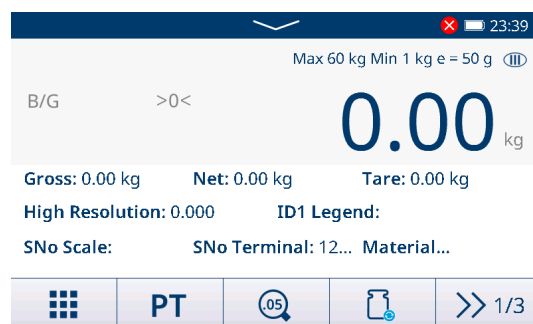 23:39
Max 60 kg Min 1 kg e = 50 g III
B/G >0< 0.00 kg
Gross: 0.00 kg Net: 0.00 kg Tare: 0.00 kg
High Resolution: 0.000 ID1 Legend:
SNo Scale: SNo Terminal: 12... Material...
PT .05 1/3